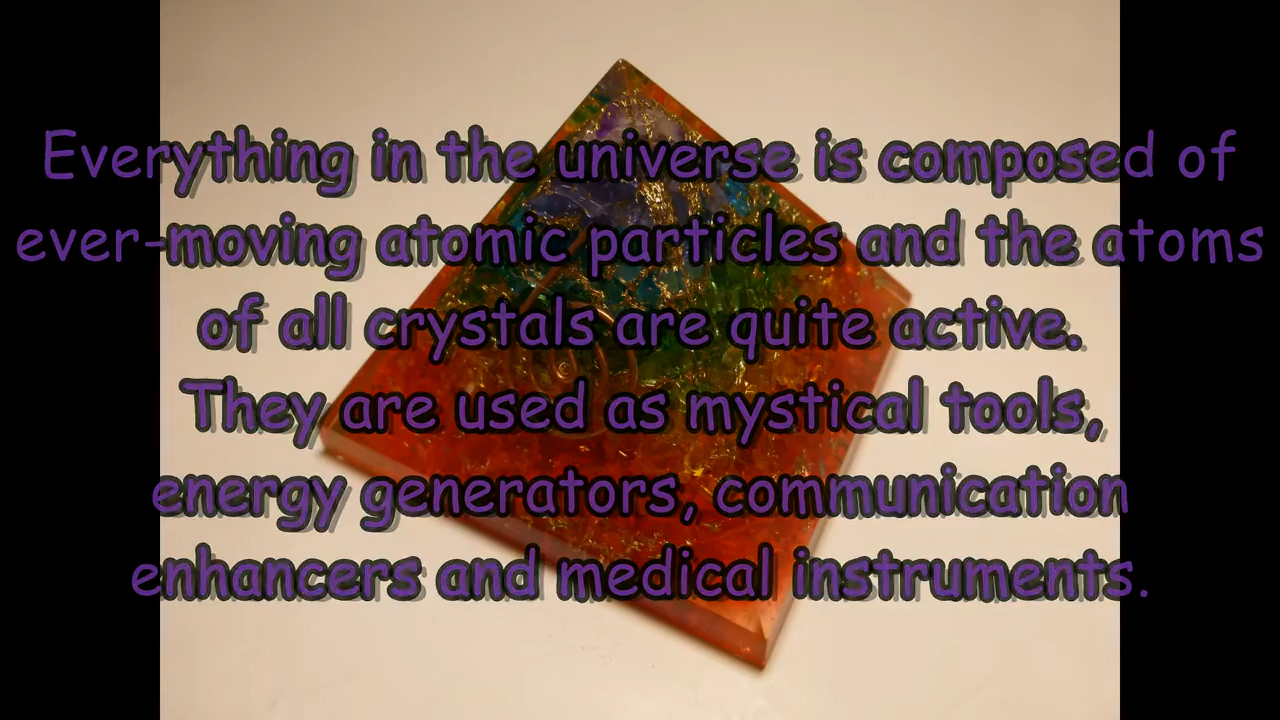 Everything in the universe is composed of
ever-moving atomic particles and the atoms
of all crystals are quite active.
They are used as mystical tools,
energy generators, communication
enhancers and medical instruments.